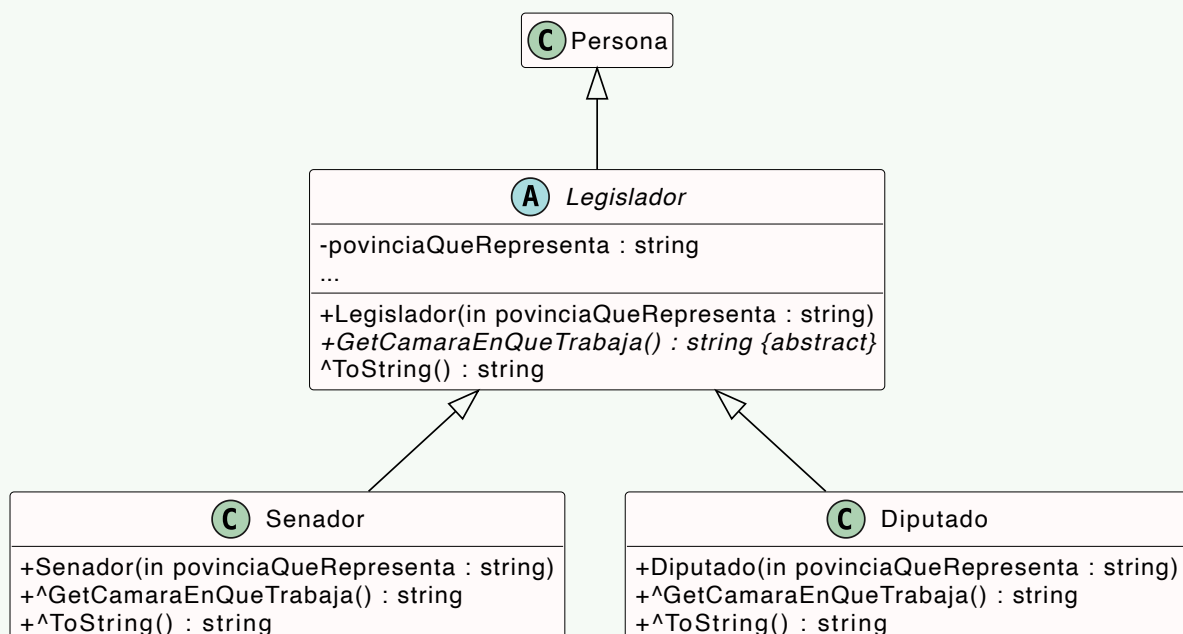 C Persona
A Legislador
-povinciaQueRepresenta : string
...
+Legislador(in povinciaQueRepresenta : string)
+GetCamaraEnQueTrabaja() : string {abstract}
^ToString() : string
C Senador
+Senador(in povinciaQueRepresenta : string)
+^GetCamaraEnQueTrabaja() : string
+^ToString() : string
C Diputado
+Diputado(in povinciaQueRepresenta : string)
+^GetCamaraEnQueTrabaja() : string
+^ToString() : string